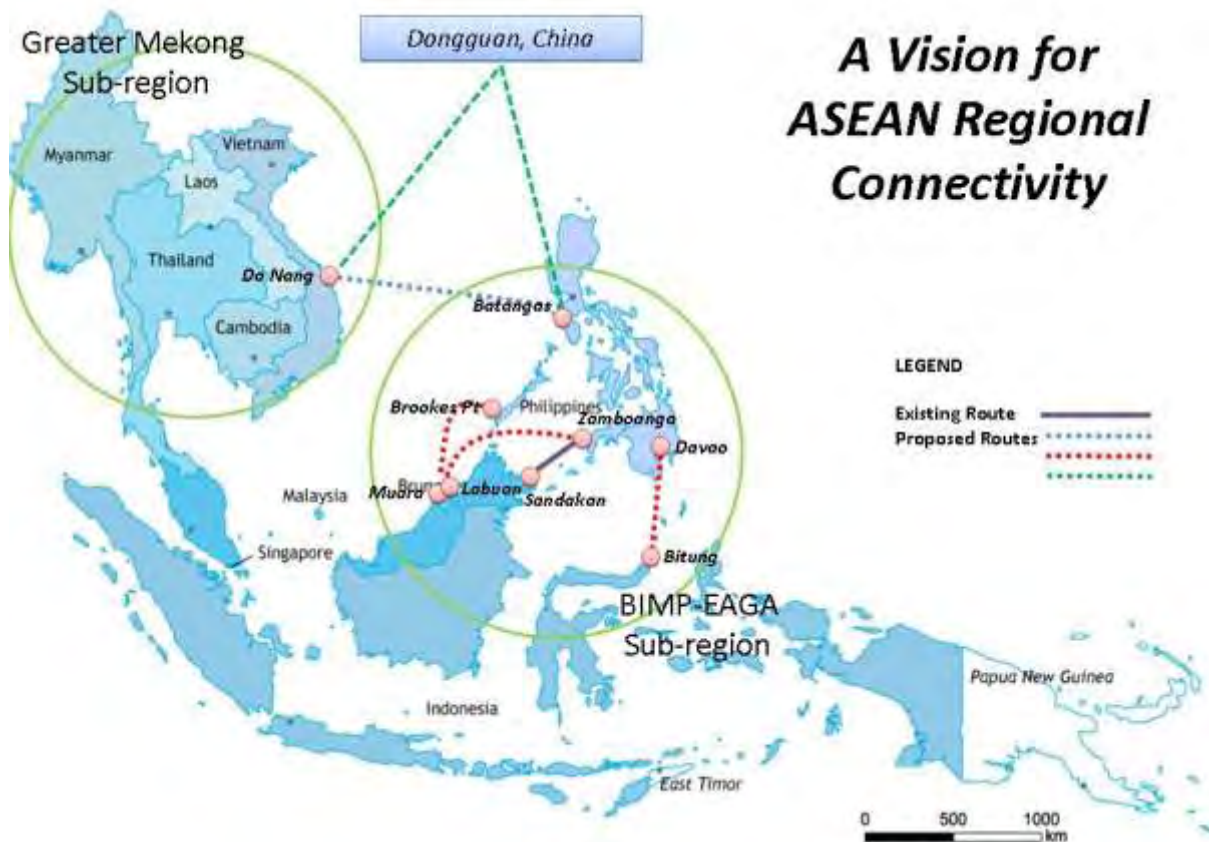 Greater Mekong
Sub-region
Dongguan, China
A Vision for
ASEAN Regional
Connectivity
Myanmar
Vietnam
Laos
Thailand
Da Nang
Cambodia
Batangas
LEGEND
Existing Route
Proposed Routes
Brookes Pt
Philippines
Zamboanga
Davao
Muara
Labuan
Sandakan
Malaysia
Singapore
Bitung
BIMP-EAGA
Sub-region
Papua New Guinea
Indonesia
East Timor
0 500 1000
km